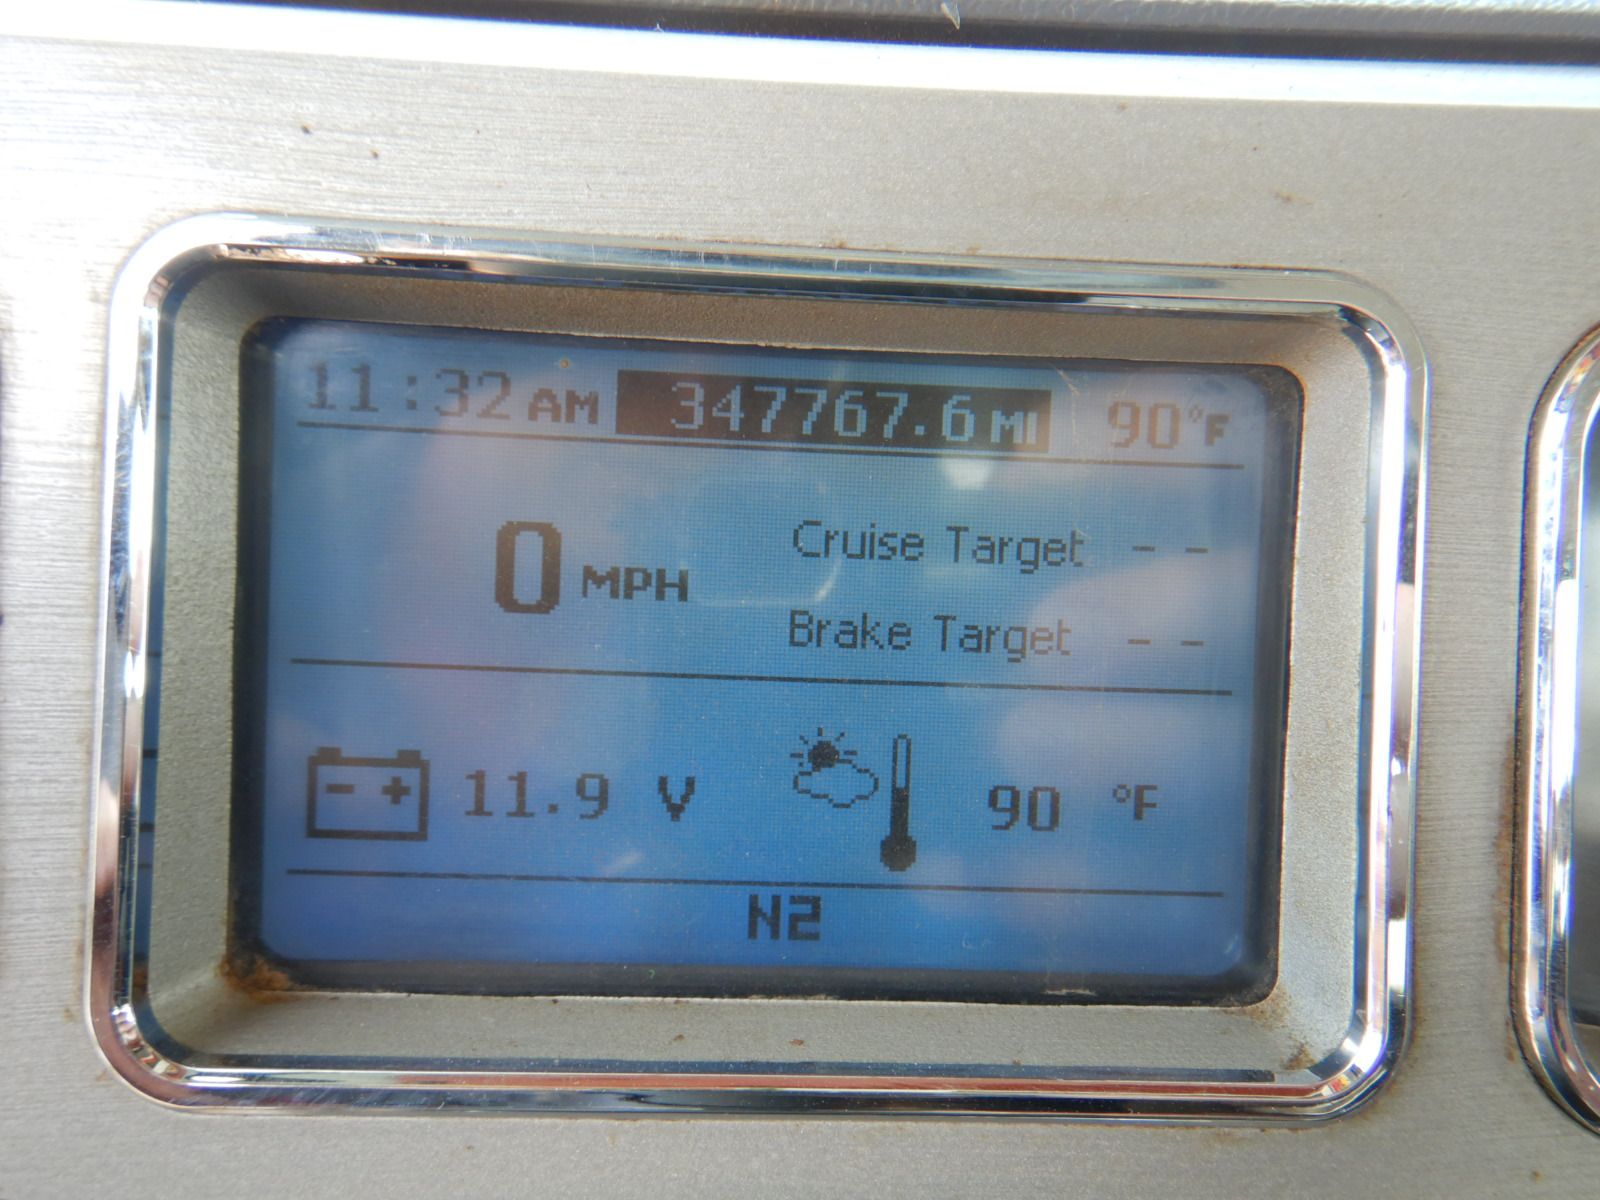 11:32 AM 347767.6 MI 90°F
0 MPH
Cruise Target - -
Brake Target - -
- + 11.9 V 90 °F
N2